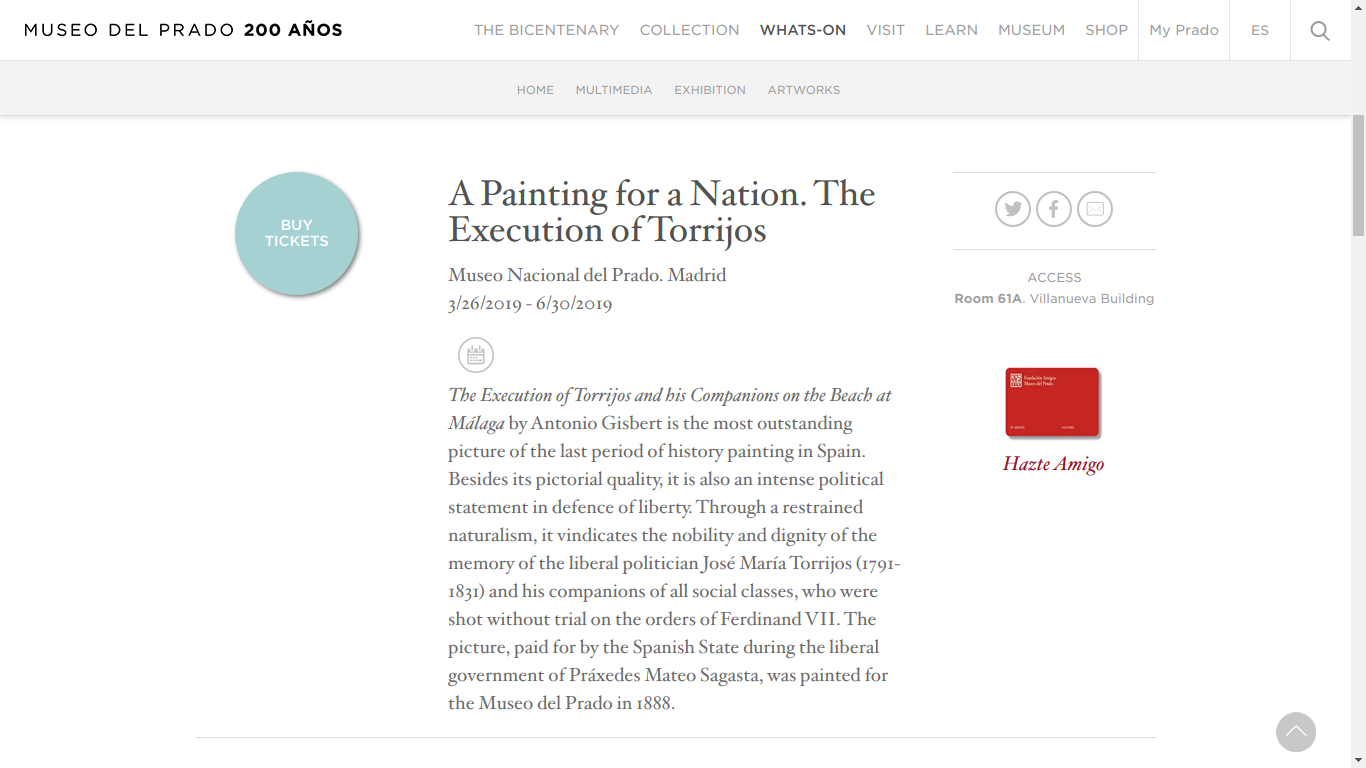 MUSEO DEL PRADO 200 AÑOS
THE BICENTENARY COLLECTION WHATS-ON VISIT LEARN MUSEUM SHOP My Prado ES
HOME MULTIMEDIA EXHIBITION ARTWORKS
BUY
TICKETS
A Painting for a Nation. The
Execution of Torrijos
Museo Nacional del Prado. Madrid
3/26/2019 - 6/30/2019
The Execution of Torrijos and his Companions on the Beach at
Málaga by Antonio Gisbert is the most outstanding
picture of the last period of history painting in Spain.
Besides its pictorial quality, it is also an intense political
statement in defence of liberty. Through a restrained
naturalism, it vindicates the nobility and dignity of the
memory of the liberal politician José María Torrijos (1791-
1831) and his companions of all social classes, who were
shot without trial on the orders of Ferdinand VII. The
picture, paid for by the Spanish State during the liberal
government of Práxedes Mateo Sagasta, was painted for
the Museo del Prado in 1888.
ACCESS
Room 61A. Villanueva Building
Fundación Amigos
Museo del Prado
Hazte Amigo